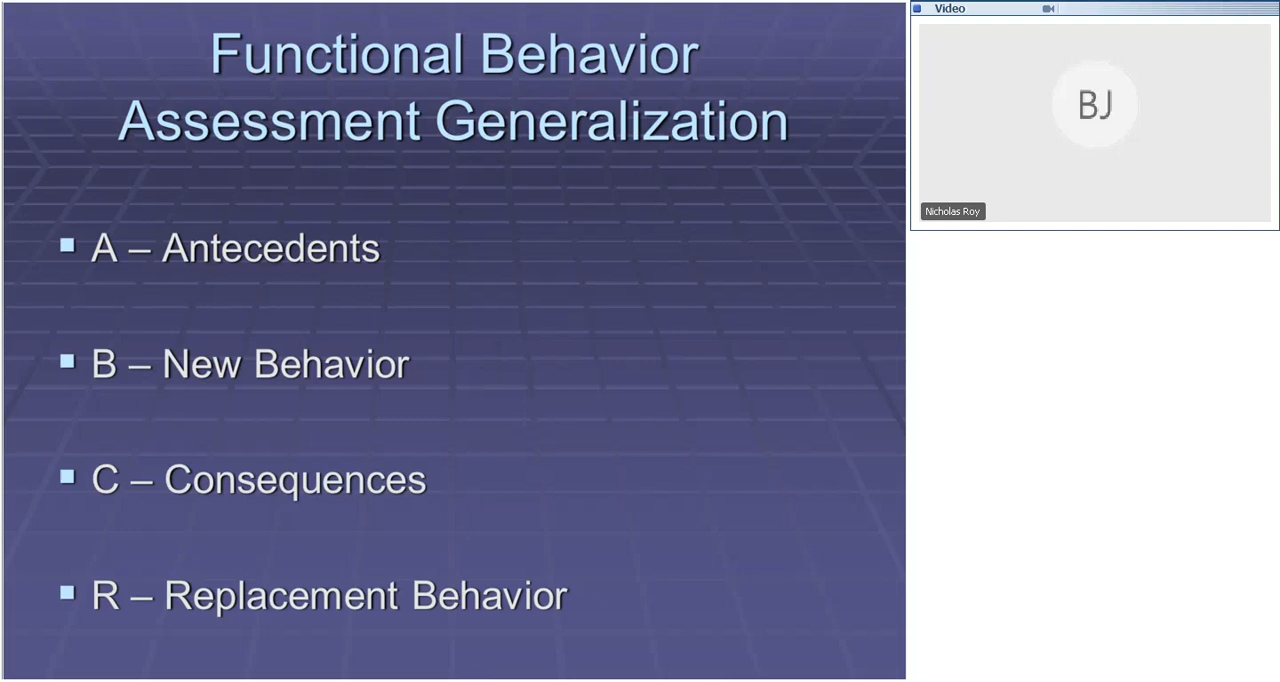 Functional Behavior
Assessment Generalization
A – Antecedents
B – New Behavior
C – Consequences
R – Replacement Behavior
Video
BJ
Nicholas Roy